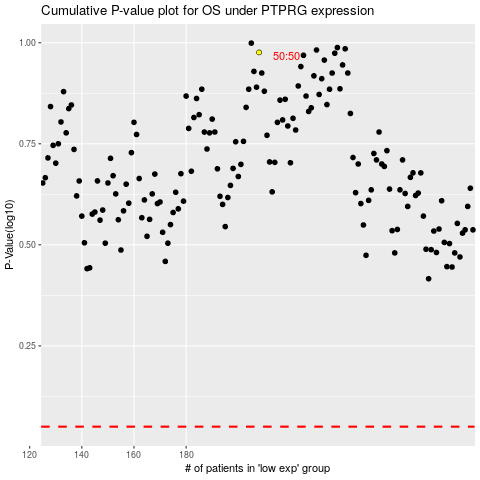 Cumulative P-value plot for OS under PTPRG expression
1.00
50:50
0.75
P-Value(log10)
0.50
0.25
120 140 160 180
# of patients in 'low exp' group